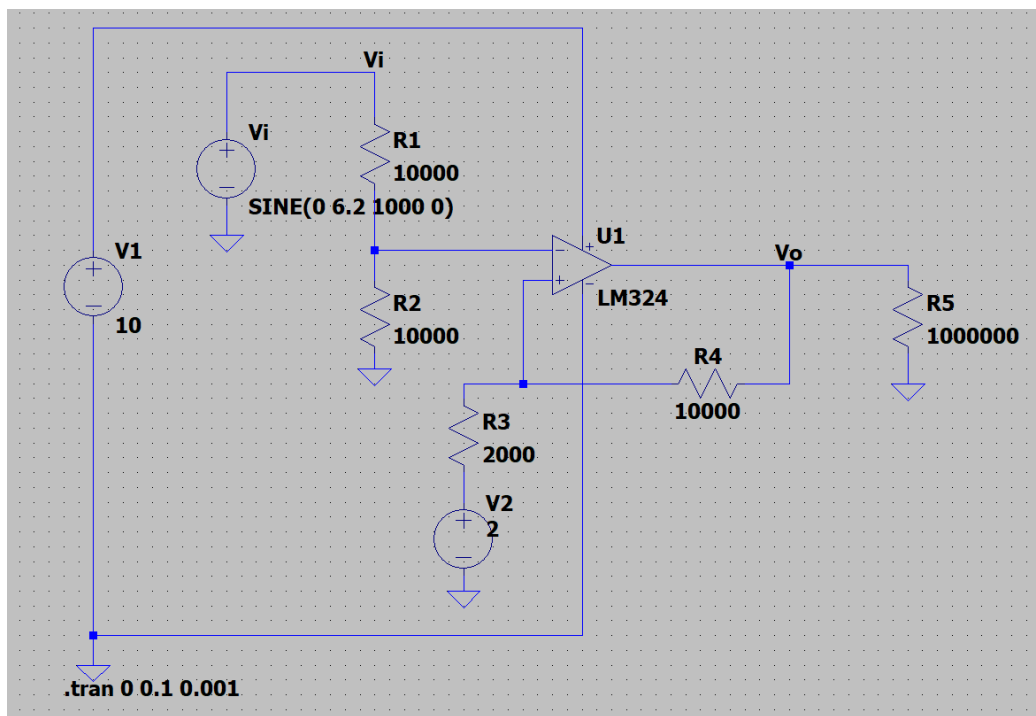 Vi
Vi
SINE(0 6.2 1000 0)
R1
10000
V1
10
R2
10000
U1
LM324
Vo
R5
1000000
R4
10000
R3
2000
V2
2
.tran 0 0.1 0.001